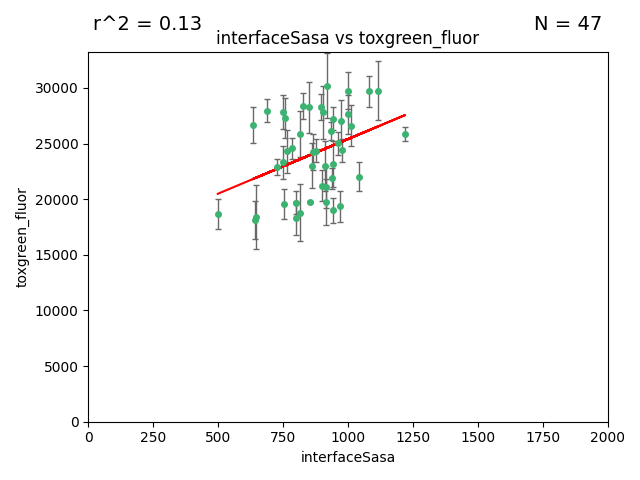 r^2 = 0.13
N = 47
interfaceSasa vs toxgreen_fluor
toxgreen_fluor
30000
25000
20000
15000
10000
5000
0
0 250 500 750 1000 1250 1500 1750 2000
interfaceSasa